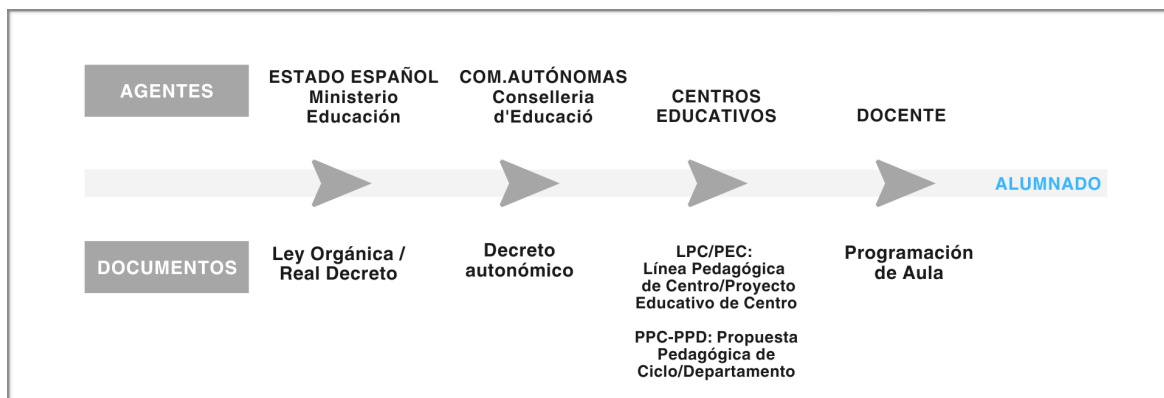 AGENTES
ESTADO ESPAÑOL
Ministerio
Educación
COM.AUTÓNOMAS
Conselleria
d'Educació
CENTROS
EDUCATIVOS
DOCENTE
ALUMNADO
DOCUMENTOS
Ley Orgánica /
Real Decreto
Decreto
autonómico
LPC/PEC:
Línea Pedagógica
de Centro/Proyecto
Educativo de Centro
PPC-PPD: Propuesta
Pedagógica de
Ciclo/Departamento
Programación
de Aula